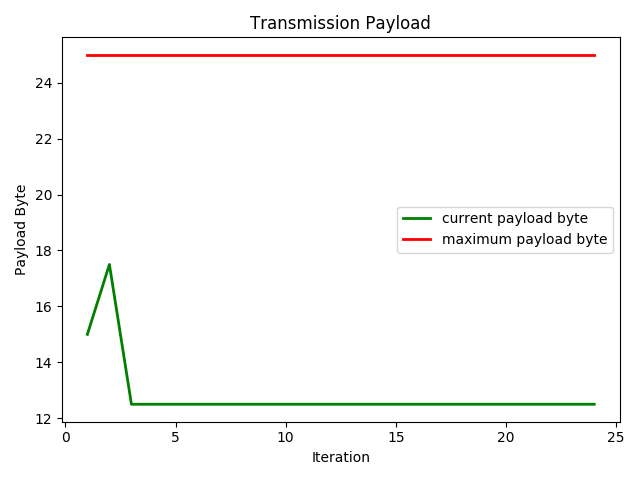 Transmission Payload
Payload Byte
24
22
20
18
16
14
12
current payload byte
maximum payload byte
0 5 10 15 20 25
Iteration